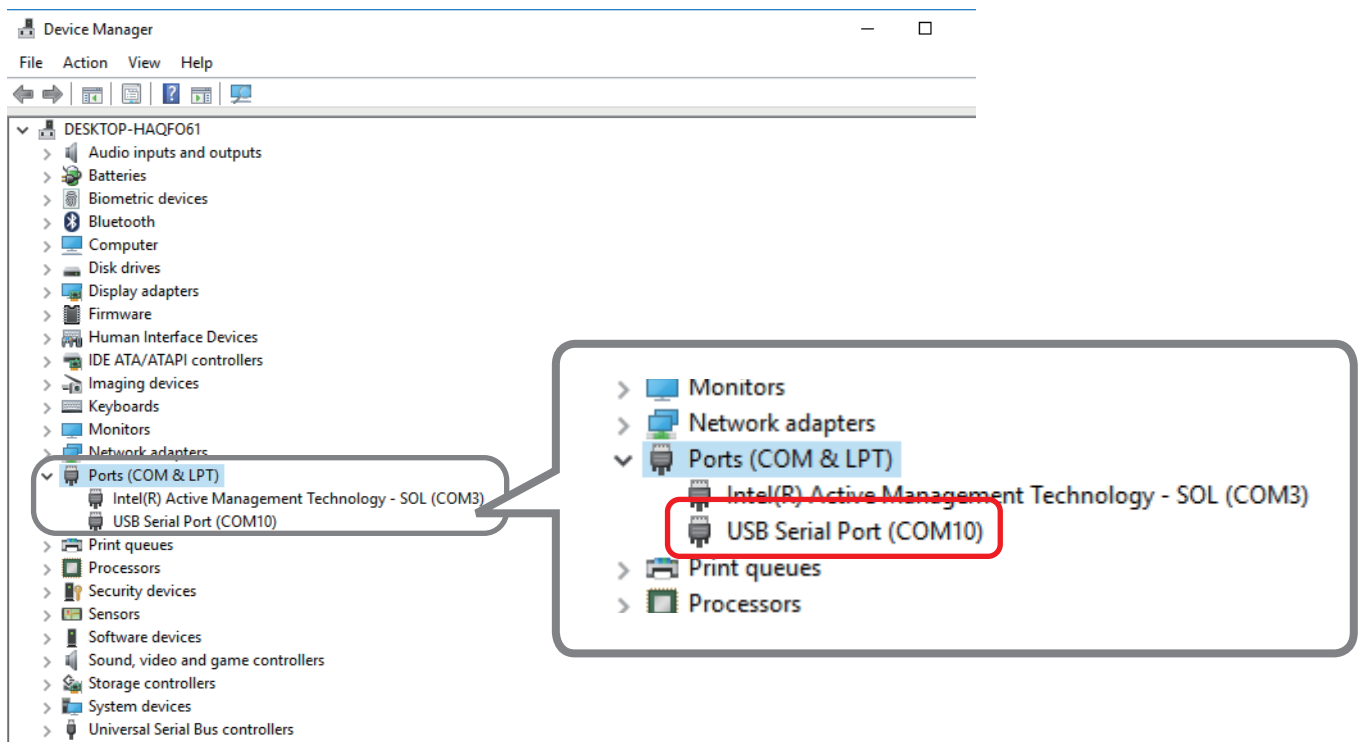 Device Manager
File Action View Help
DESKTOP-HAQFO61
Audio inputs and outputs
Batteries
Biometric devices
Bluetooth
Computer
Disk drives
Display adapters
Firmware
Human Interface Devices
IDE ATA/ATAPI controllers
Imaging devices
Keyboards
Monitors
Network adapters
Ports (COM & LPT)
Intel(R) Active Management Technology - SOL (COM3)
USB Serial Port (COM10)
Print queues
Processors
Security devices
Sensors
Software devices
Sound, video and game controllers
Storage controllers
System devices
Universal Serial Bus controllers
Monitors
Network adapters
Ports (COM & LPT)
Intel(R) Active Management Technology - SOL (COM3)
USB Serial Port (COM10)
Print queues
Processors